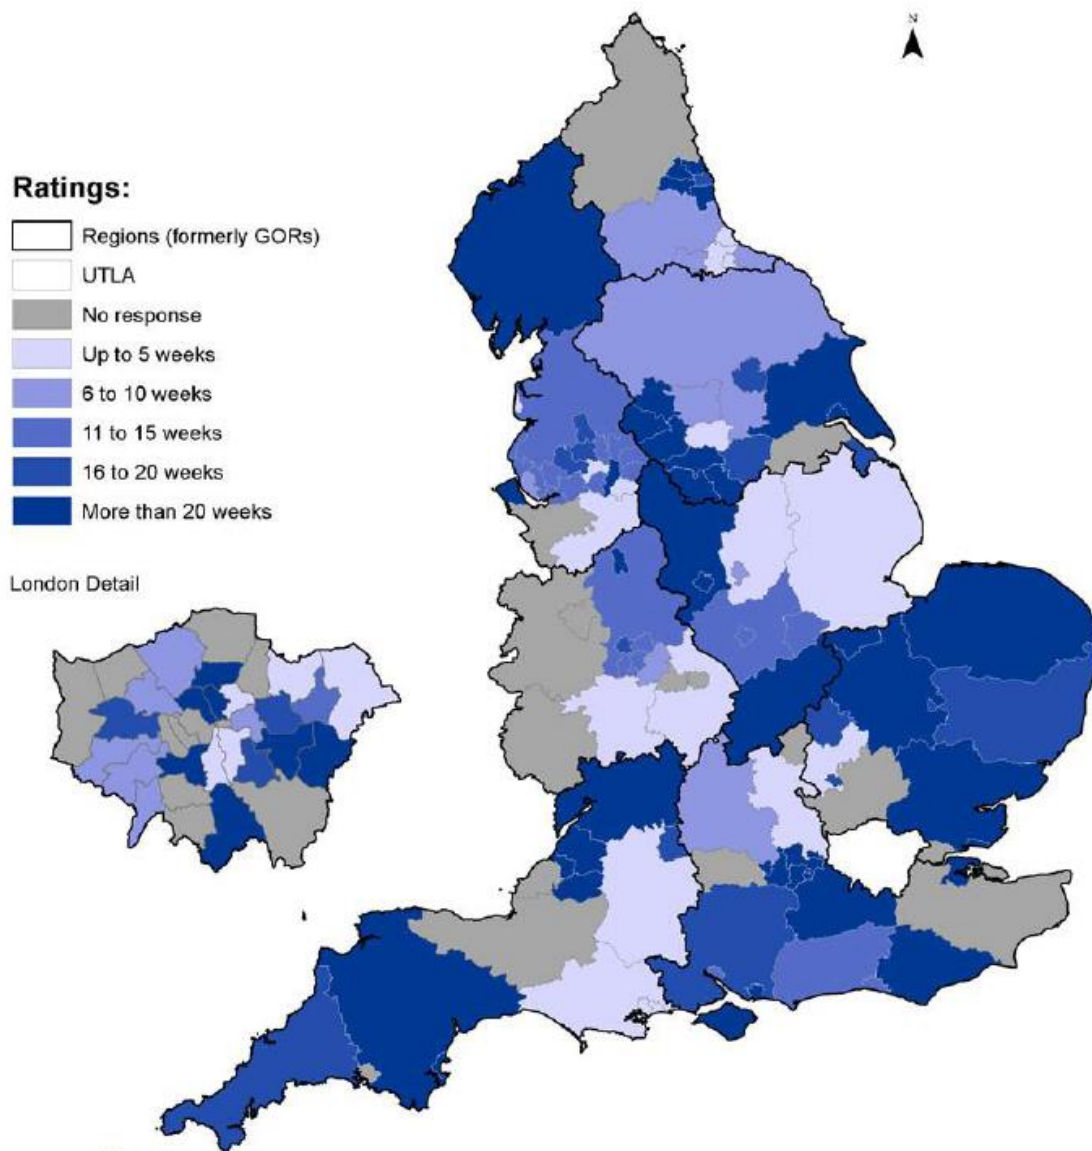 N
Ratings:
Regions (formerly GORs)
UTLA
No response
Up to 5 weeks
6 to 10 weeks
11 to 15 weeks
16 to 20 weeks
More than 20 weeks
London Detail